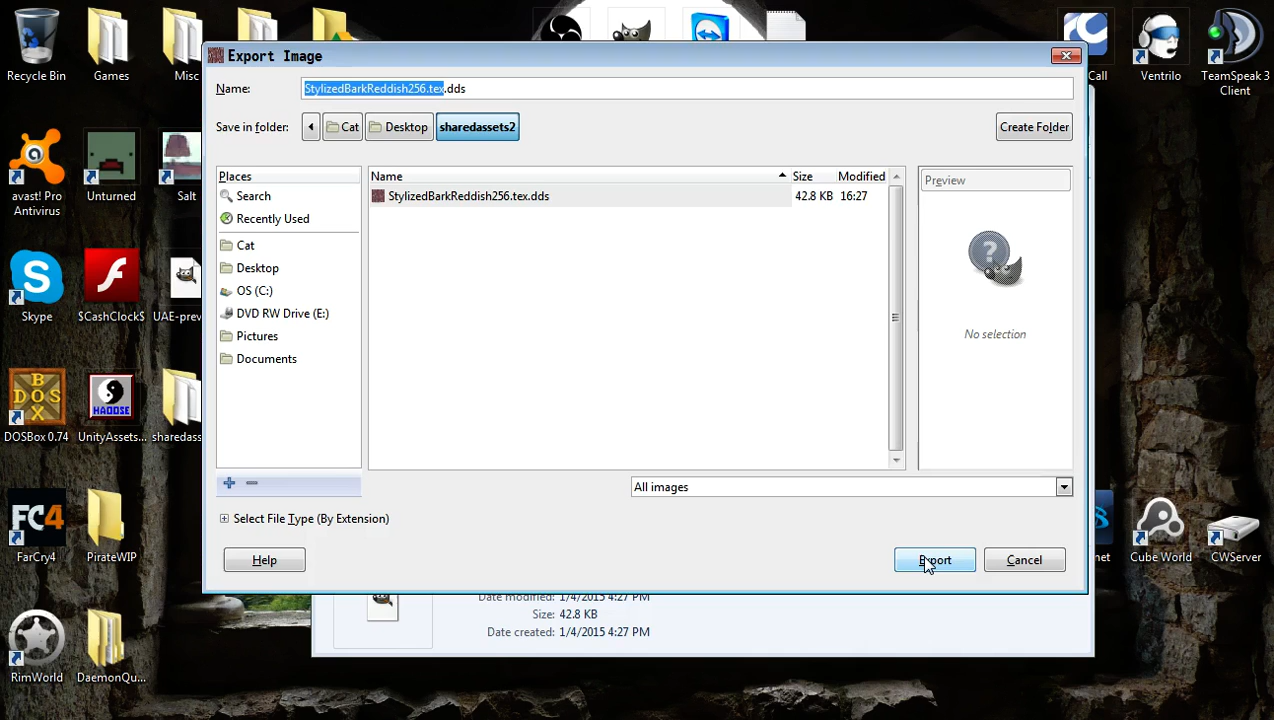 Export Image
Name: StylizedBarkReddish256.tex.dds
Save in folder: Cat Desktop sharedassets2 Create Folder
Places
Search
Recently Used
Cat
Desktop
OS (C:)
DVD RW Drive (E:)
Pictures
Documents
Name Size Modified
StylizedBarkReddish256.tex.dds 42.8 KB 16:27
Preview
No selection
All images
Select File Type (By Extension)
Help Export Cancel
Date modified: 1/4/2015 4:27 PM
Size: 42.8 KB
Date created: 1/4/2015 4:27 PM
Recycle Bin
Games
Misc
Call
Ventrilo
TeamSpeak 3
Client
avast! Pro
Antivirus
Unturned
Salt
Skype
$CashClock$
UAE-prev
DOSBox 0.74
UnityAssets...
sharedass
FC4
FarCry4
PirateWIP
net
Cube World
CWServer
RimWorld
DaemonQu...
BOX
DOS
HAOOSE